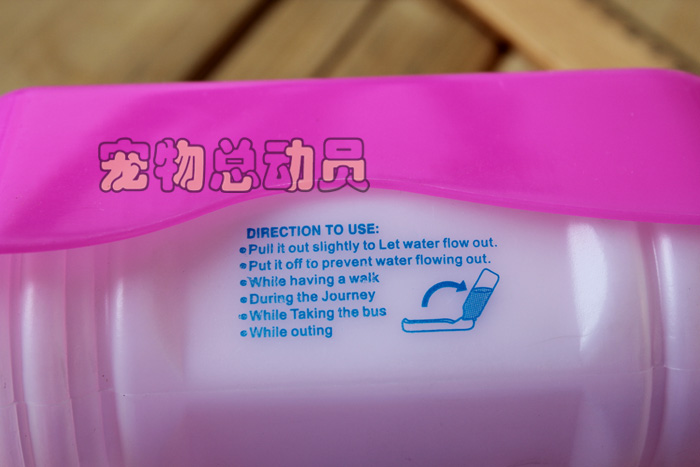 宠物总动员
DIRECTION TO USE:
Pull it out slightly to Let water flow out.
Put it off to prevent water flowing out.
While having a walk
During the Journey
While Taking the bus
While outing